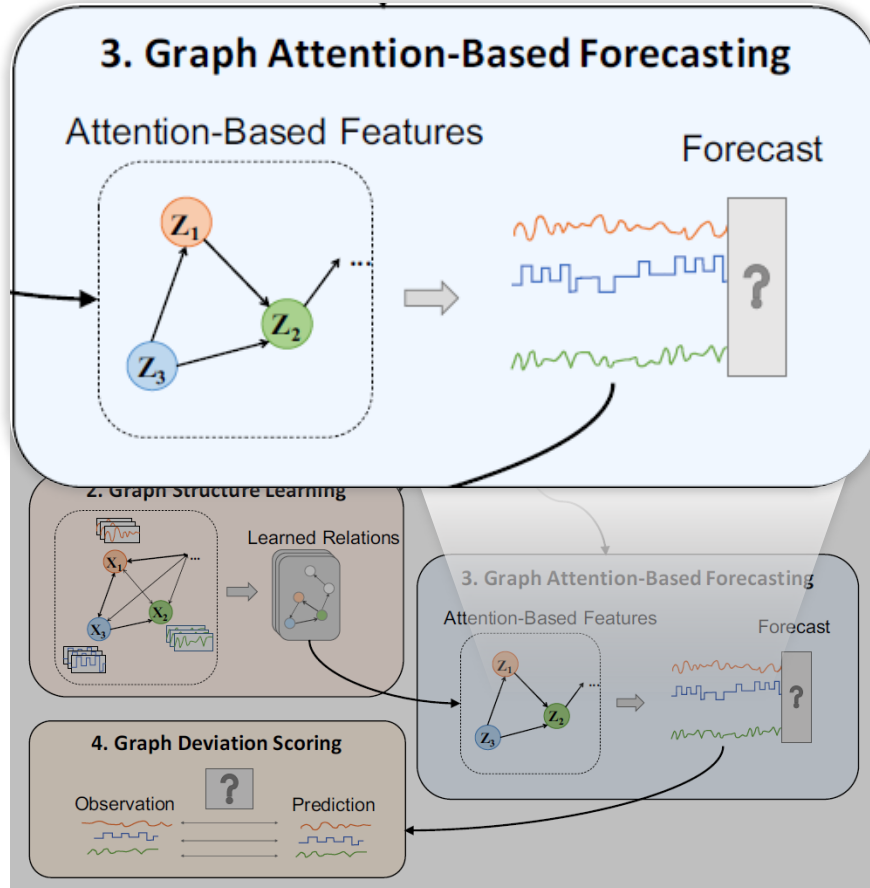 3. Graph Attention-Based Forecasting
Attention-Based Features
Forecast
Z1
...
Z2
Z3
?
2. Graph Structure Learning
Learned Relations
X1
...
X2
X3
3. Graph Attention-Based Forecasting
Attention-Based Features
Forecast
Z1
...
Z2
Z3
?
4. Graph Deviation Scoring
?
Observation
Prediction